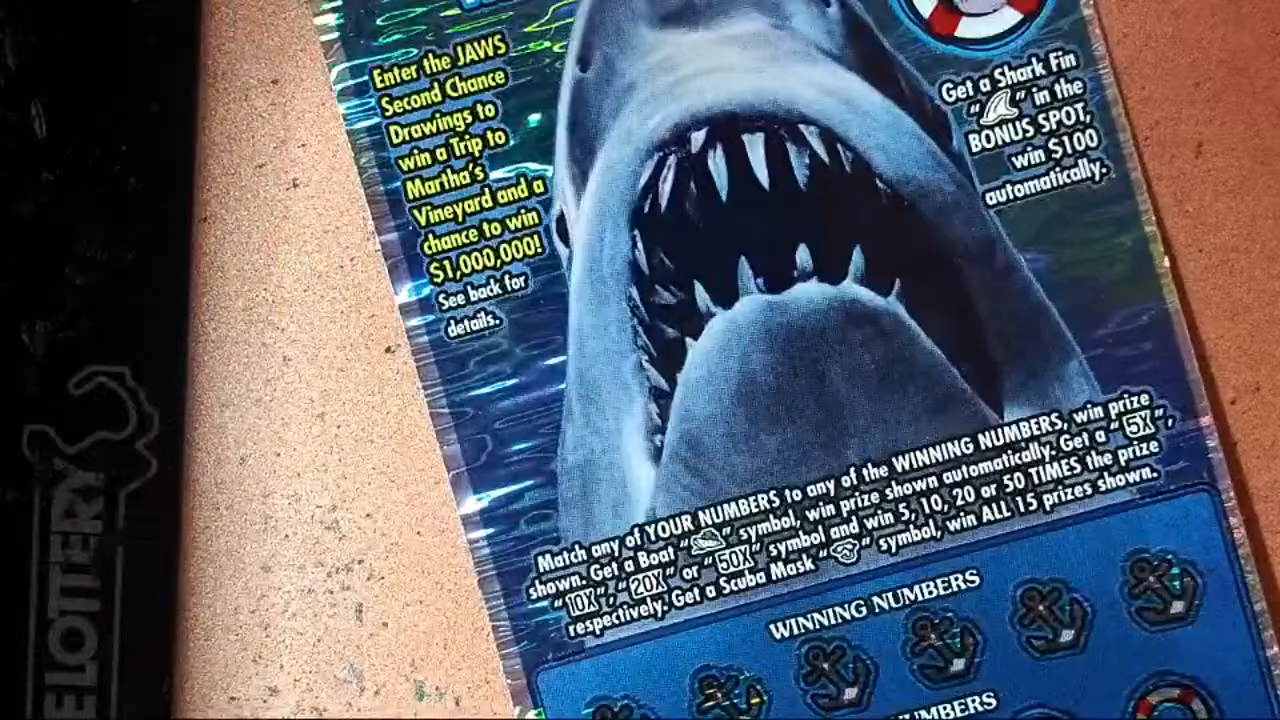 Enter the JAWS
Second Chance
Drawings to
win a Trip to
Martha's
Vineyard and a
chance to win
$1,000,000!
See back for
details.
Get a Shark Fin
" " in the
BONUS SPOT,
win $100
automatically.
Match any of YOUR NUMBERS to any of the WINNING NUMBERS, win prize
shown. Get a Boat " " symbol, win prize shown automatically. Get a "5X",
"10X", "20X" or "50X" symbol and win 5, 10, 20 or 50 TIMES the prize
respectively. Get a Scuba Mask " " symbol, win ALL 15 prizes shown.
WINNING NUMBERS
NUMBERS
LOTTERY